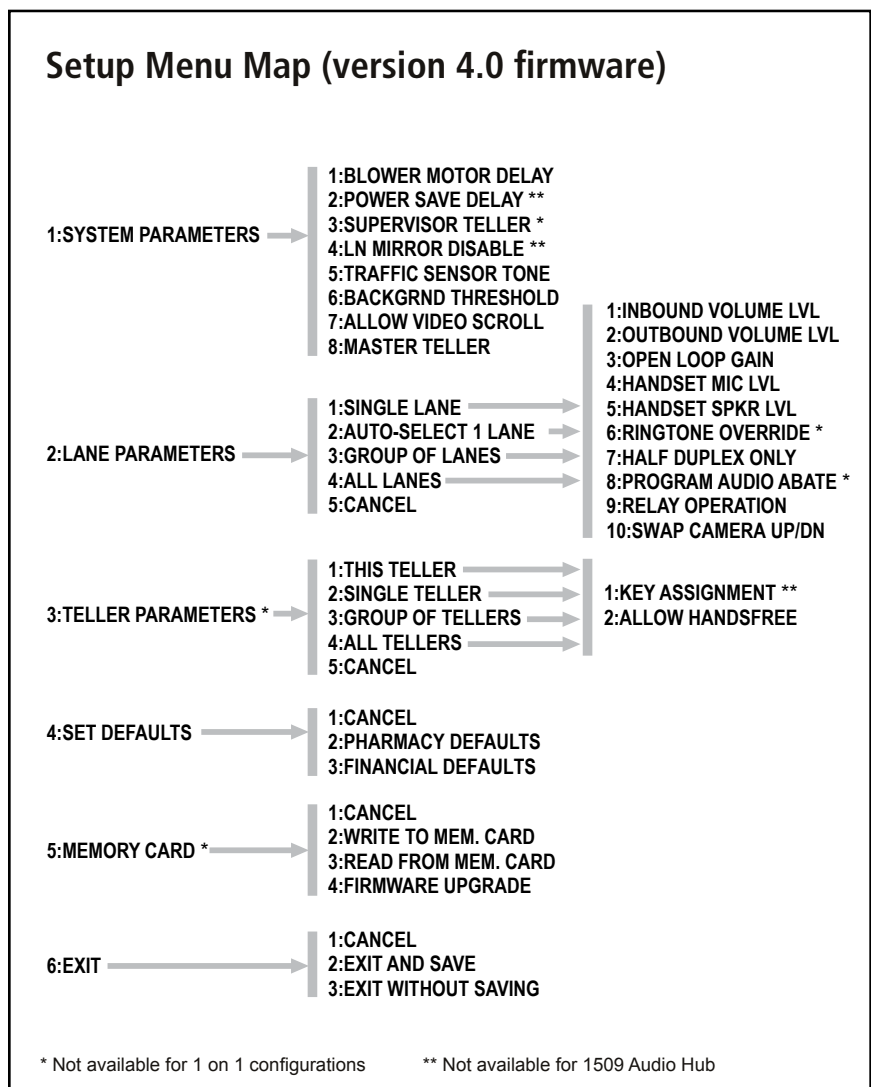 Setup Menu Map (version 4.0 firmware)
1:SYSTEM PARAMETERS
1:BLOWER MOTOR DELAY
2:POWER SAVE DELAY **
3:SUPERVISOR TELLER *
4:LN MIRROR DISABLE **
5:TRAFFIC SENSOR TONE
6:BACKGRND THRESHOLD
7:ALLOW VIDEO SCROLL
8:MASTER TELLER
2:LANE PARAMETERS
1:SINGLE LANE
2:AUTO-SELECT 1 LANE
3:GROUP OF LANES
4:ALL LANES
5:CANCEL
1:INBOUND VOLUME LVL
2:OUTBOUND VOLUME LVL
3:OPEN LOOP GAIN
4:HANDSET MIC LVL
5:HANDSET SPKR LVL
6:RINGTONE OVERRIDE *
7:HALF DUPLEX ONLY
8:PROGRAM AUDIO ABATE *
9:RELAY OPERATION
10:SWAP CAMERA UP/DN
3:TELLER PARAMETERS *
1:THIS TELLER
2:SINGLE TELLER
3:GROUP OF TELLERS
4:ALL TELLERS
5:CANCEL
1:KEY ASSIGNMENT **
2:ALLOW HANDSFREE
4:SET DEFAULTS
1:CANCEL
2:PHARMACY DEFAULTS
3:FINANCIAL DEFAULTS
5:MEMORY CARD *
1:CANCEL
2:WRITE TO MEM. CARD
3:READ FROM MEM. CARD
4:FIRMWARE UPGRADE
6:EXIT
1:CANCEL
2:EXIT AND SAVE
3:EXIT WITHOUT SAVING
* Not available for 1 on 1 configurations
** Not available for 1509 Audio Hub